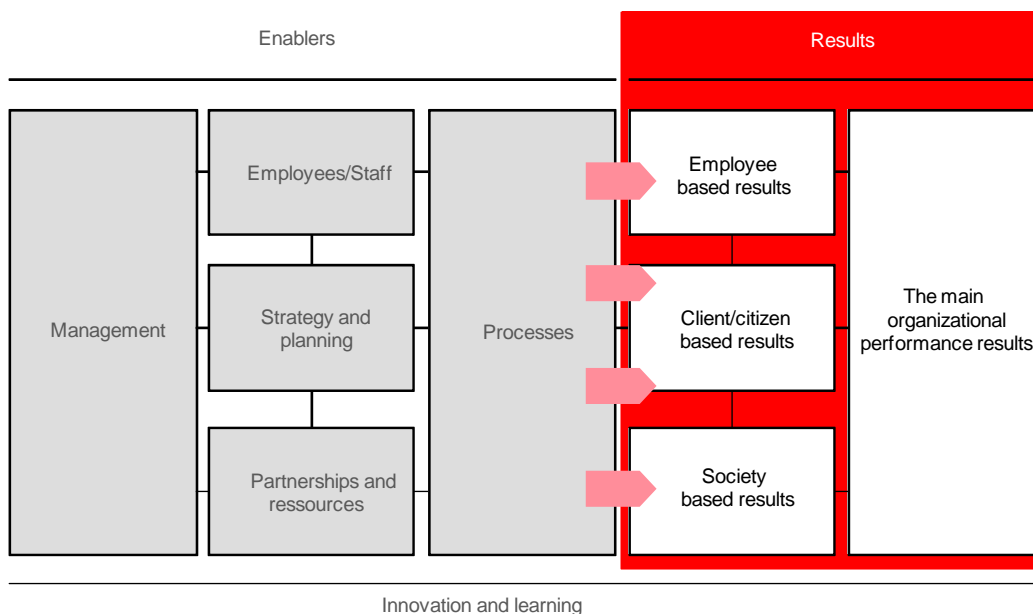 Enablers
Results
Management
Employees/Staff
Strategy and
planning
Partnerships and
ressources
Processes
Employee
based results
Client/citizen
based results
Society
based results
The main
organizational
performance results
Innovation and learning